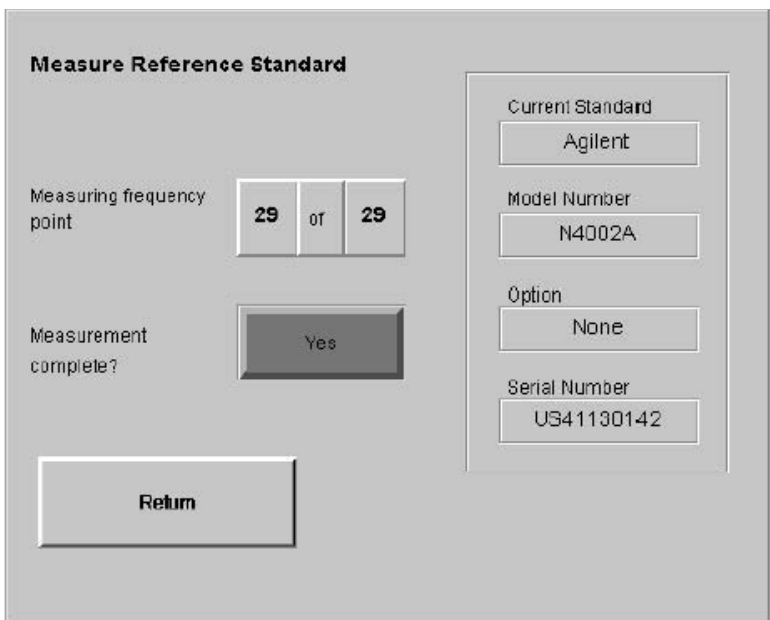 Measure Reference Standard
Measuring frequency
point
29 of 29
Measurement
complete?
Yes
Return
Current Standard
Agilent
Model Number
N4002A
Option
None
Serial Number
US41130142